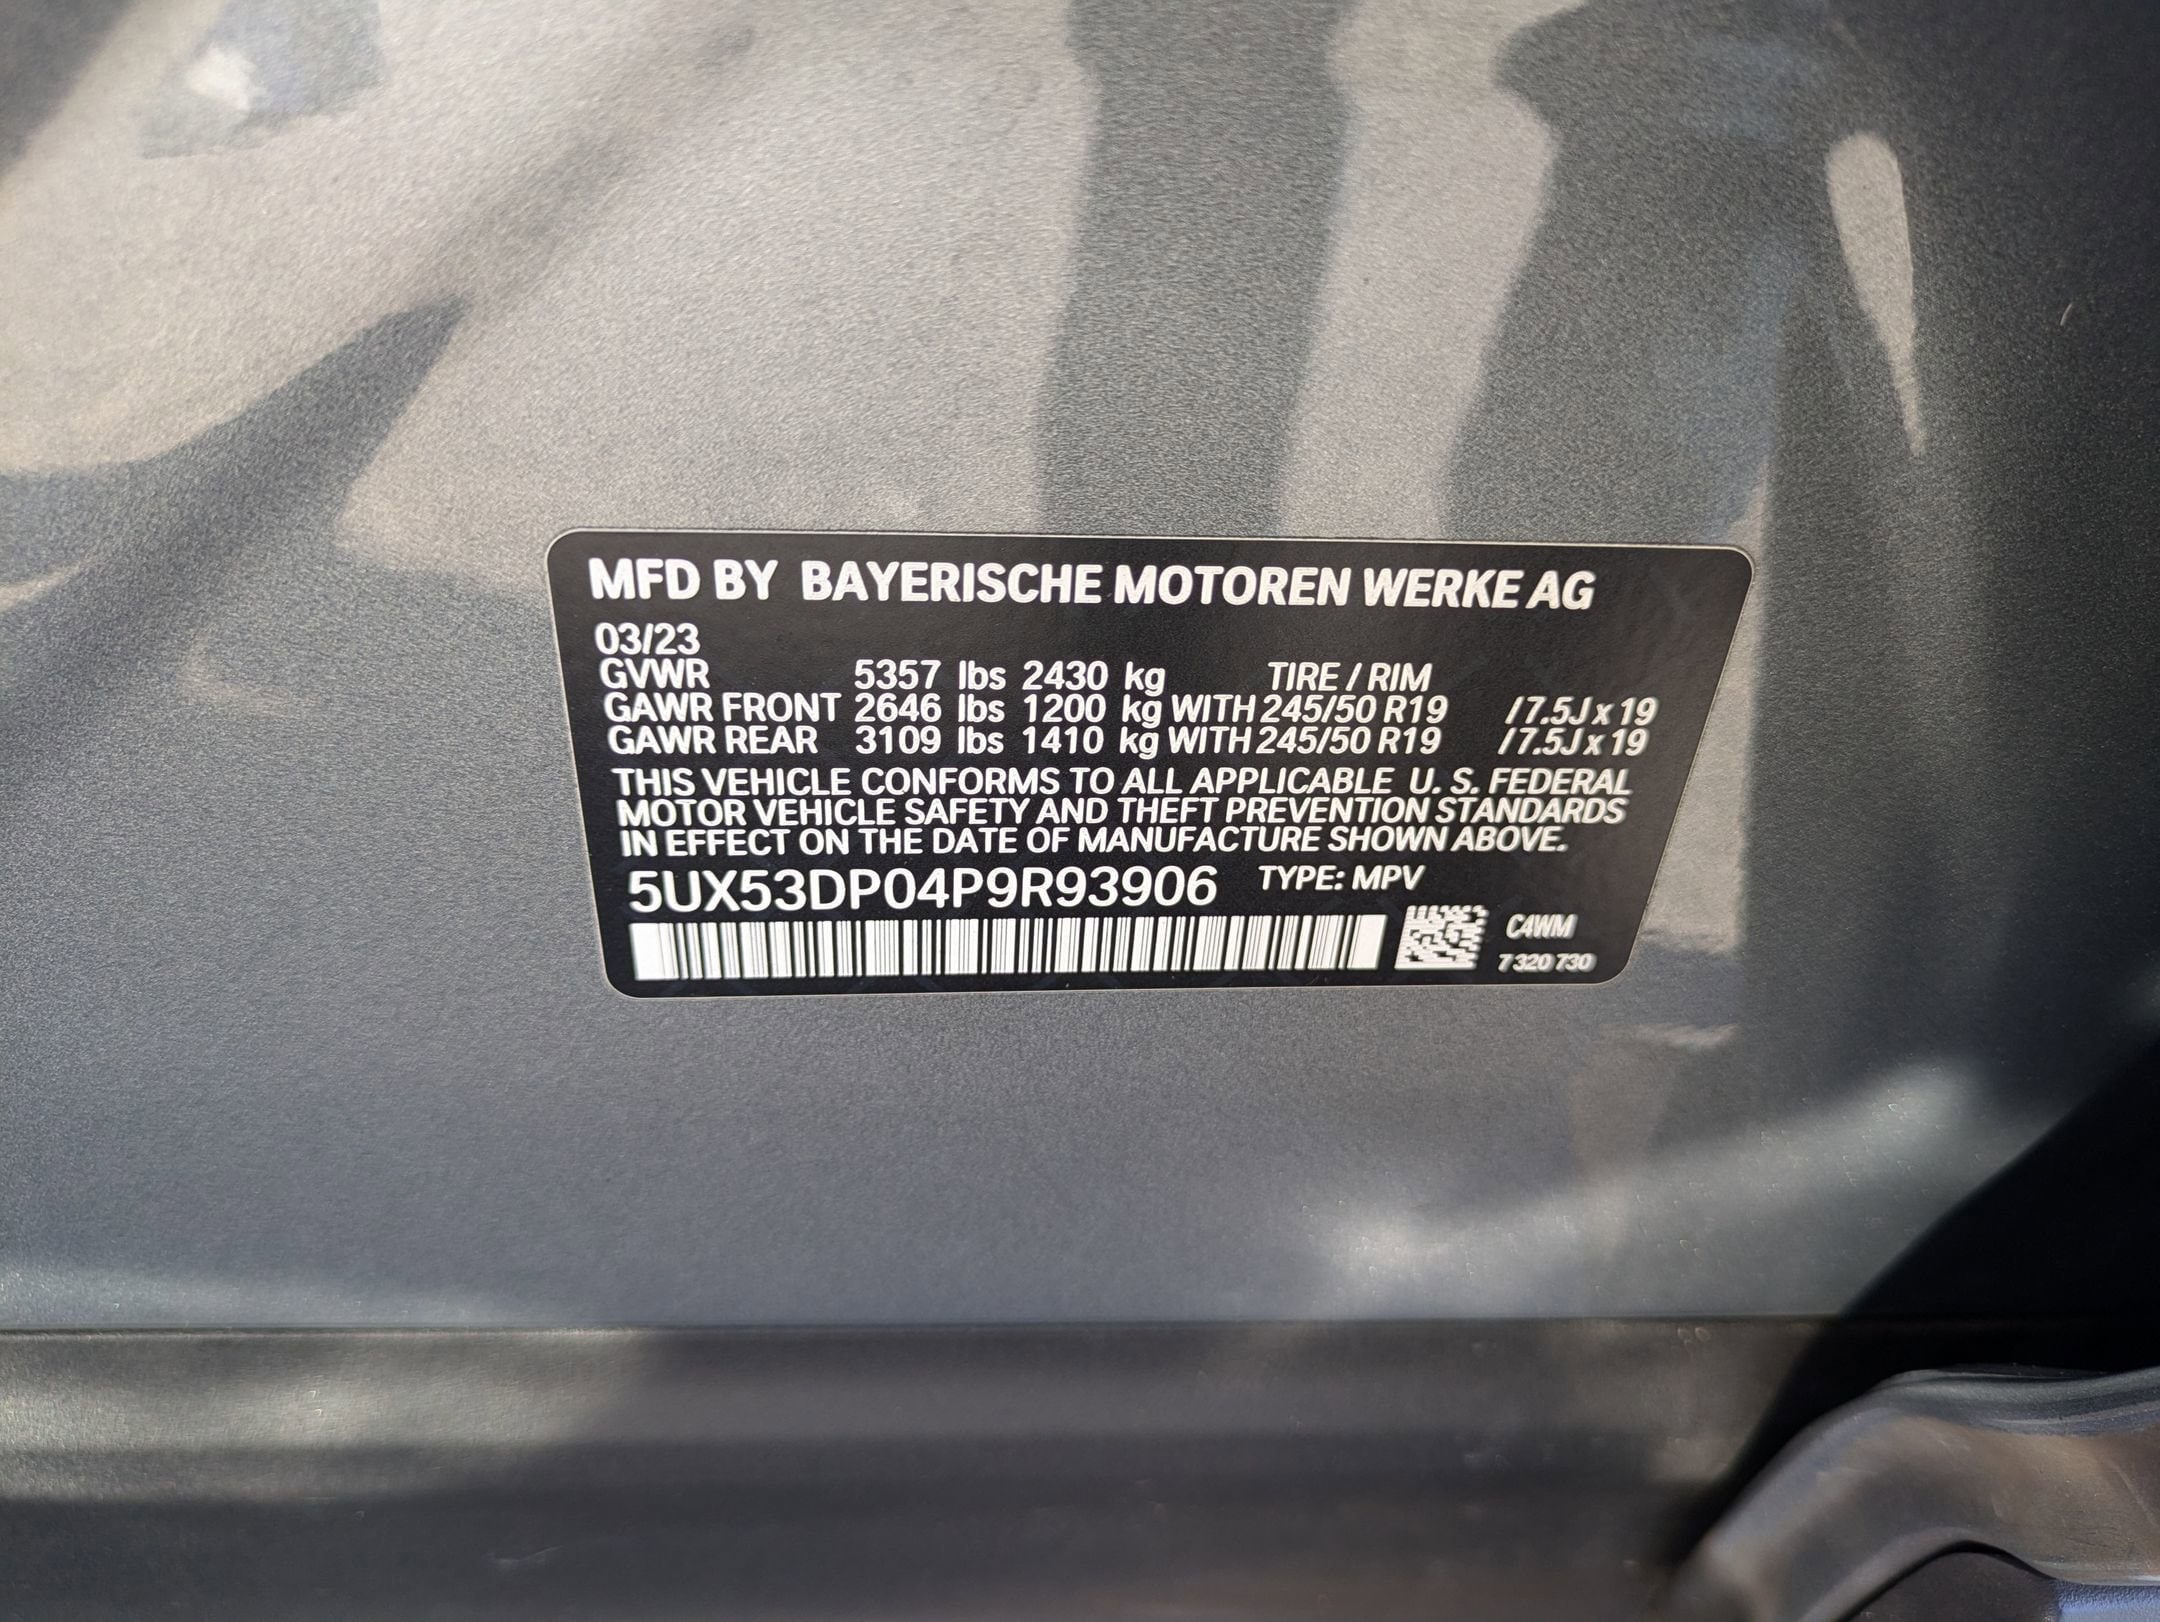 MFD BY BAYERISCHE MOTOREN WERKE AG
03/23
GVWR 5357 lbs 2430 kg TIRE / RIM
GAWR FRONT 2646 lbs 1200 kg WITH 245/50 R19 / 7.5J x 19
GAWR REAR 3109 lbs 1410 kg WITH 245/50 R19 / 7.5J x 19
THIS VEHICLE CONFORMS TO ALL APPLICABLE U. S. FEDERAL
MOTOR VEHICLE SAFETY AND THEFT PREVENTION STANDARDS
IN EFFECT ON THE DATE OF MANUFACTURE SHOWN ABOVE.
5UX53DP04P9R93906 TYPE: MPV
C4WM
7 320 730